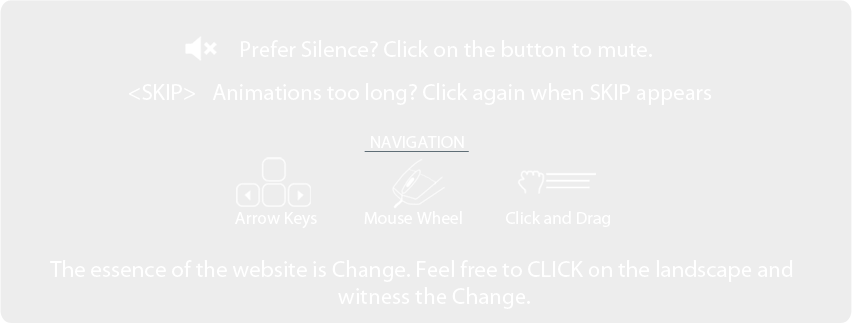 Prefer Silence? Click on the button to mute.
<SKIP> Animations too long? Click again when SKIP appears
NAVIGATION
Arrow Keys Mouse Wheel Click and Drag
The essence of the website is Change. Feel free to CLICK on the landscape and
witness the Change.